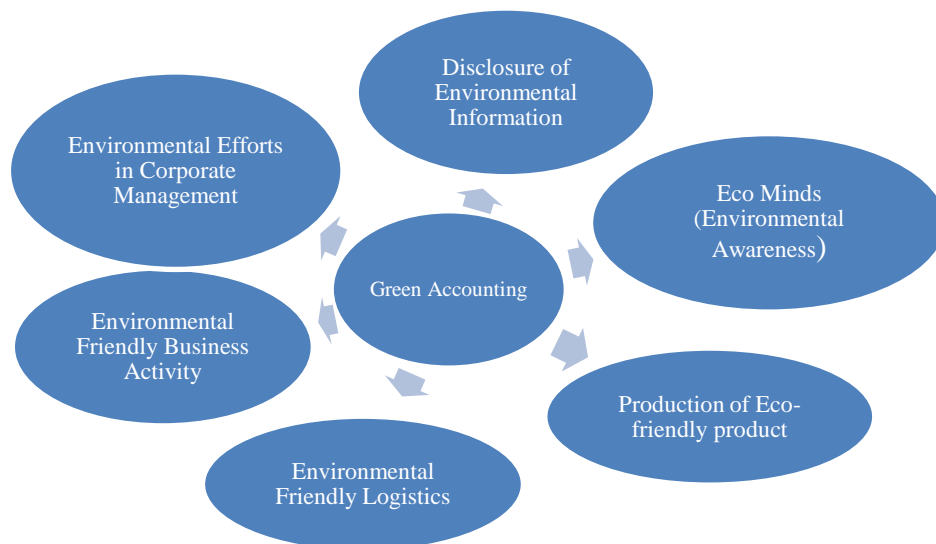 Disclosure of
Environmental
Information
Environmental Efforts
in Corporate
Management
Eco Minds
(Environmental
Awareness)
Green Accounting
Environmental
Friendly Business
Activity
Production of Eco-
friendly product
Environmental
Friendly Logistics